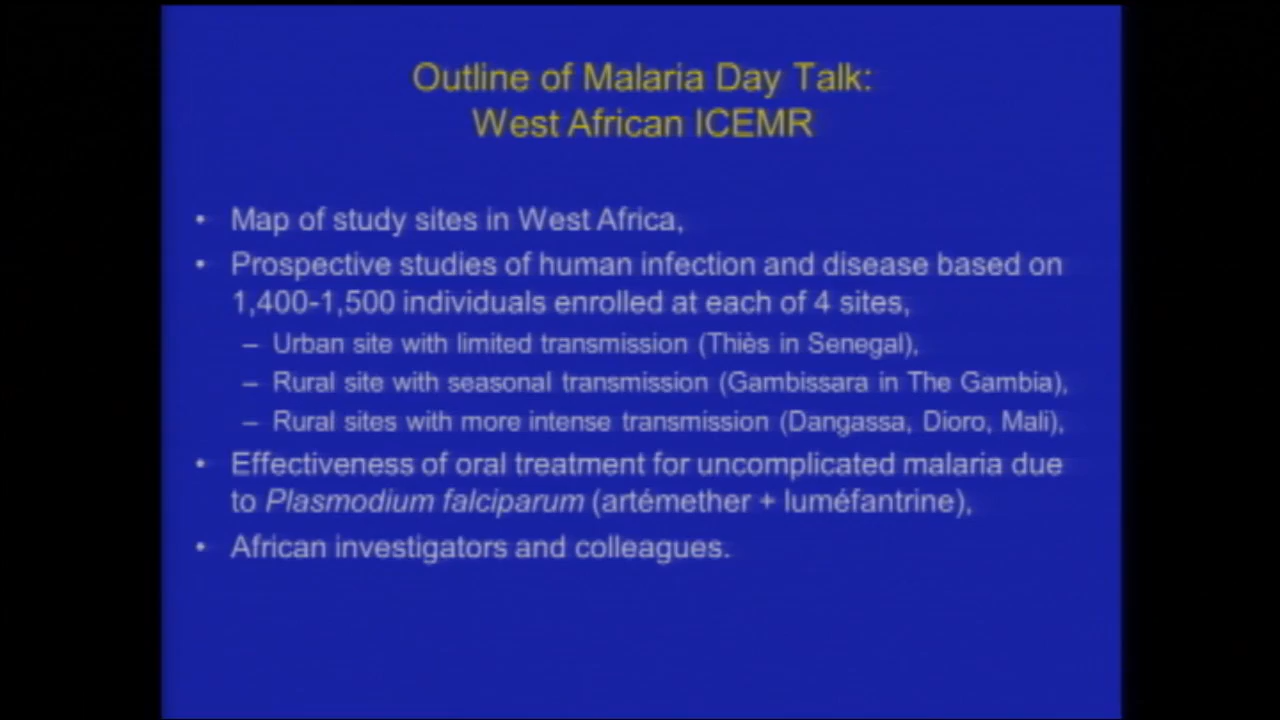 Outline of Malaria Day Talk:
West African ICEMR
• Map of study sites in West Africa,
• Prospective studies of human infection and disease based on
1,400-1,500 individuals enrolled at each of 4 sites,
– Urban site with limited transmission (Thiès in Senegal),
– Rural site with seasonal transmission (Gambissara in The Gambia),
– Rural sites with more intense transmission (Dangassa, Dioro, Mali),
• Effectiveness of oral treatment for uncomplicated malaria due
to Plasmodium falciparum (artémether + luméfantrine),
• African investigators and colleagues.